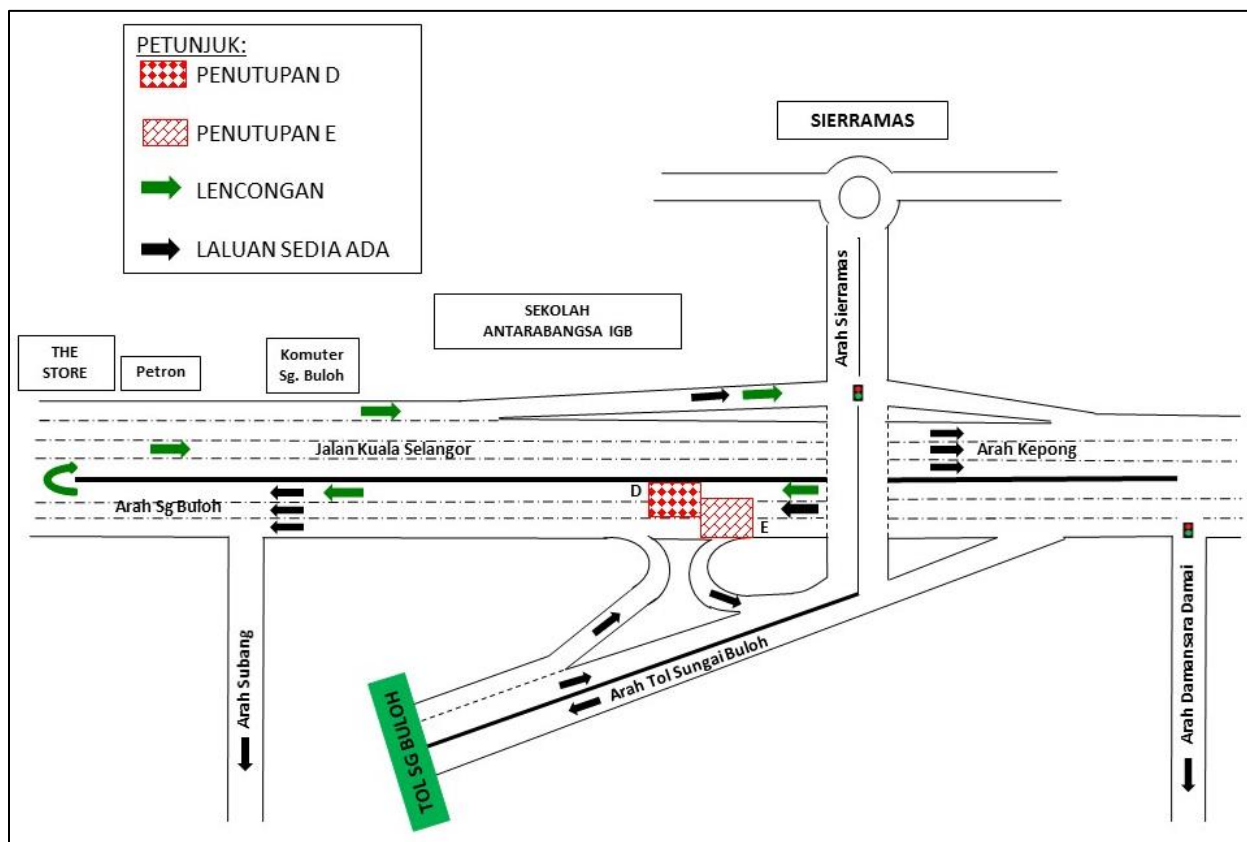 PETUNJUK:
PENUTUPAN D
PENUTUPAN E
LENCONGAN
LALUAN SEDIA ADA
SIERRAMAS
SEKOLAH
ANTARABANGSA IGB
THE
STORE
Petron
Komuter
Sg. Buloh
Arah Sierramas
Jalan Kuala Selangor
Arah Kepong
D
Arah Sg Buloh
E
Arah Subang
Arah Tol Sungai Buloh
Arah Damansara Damai
TOL SG BULOH